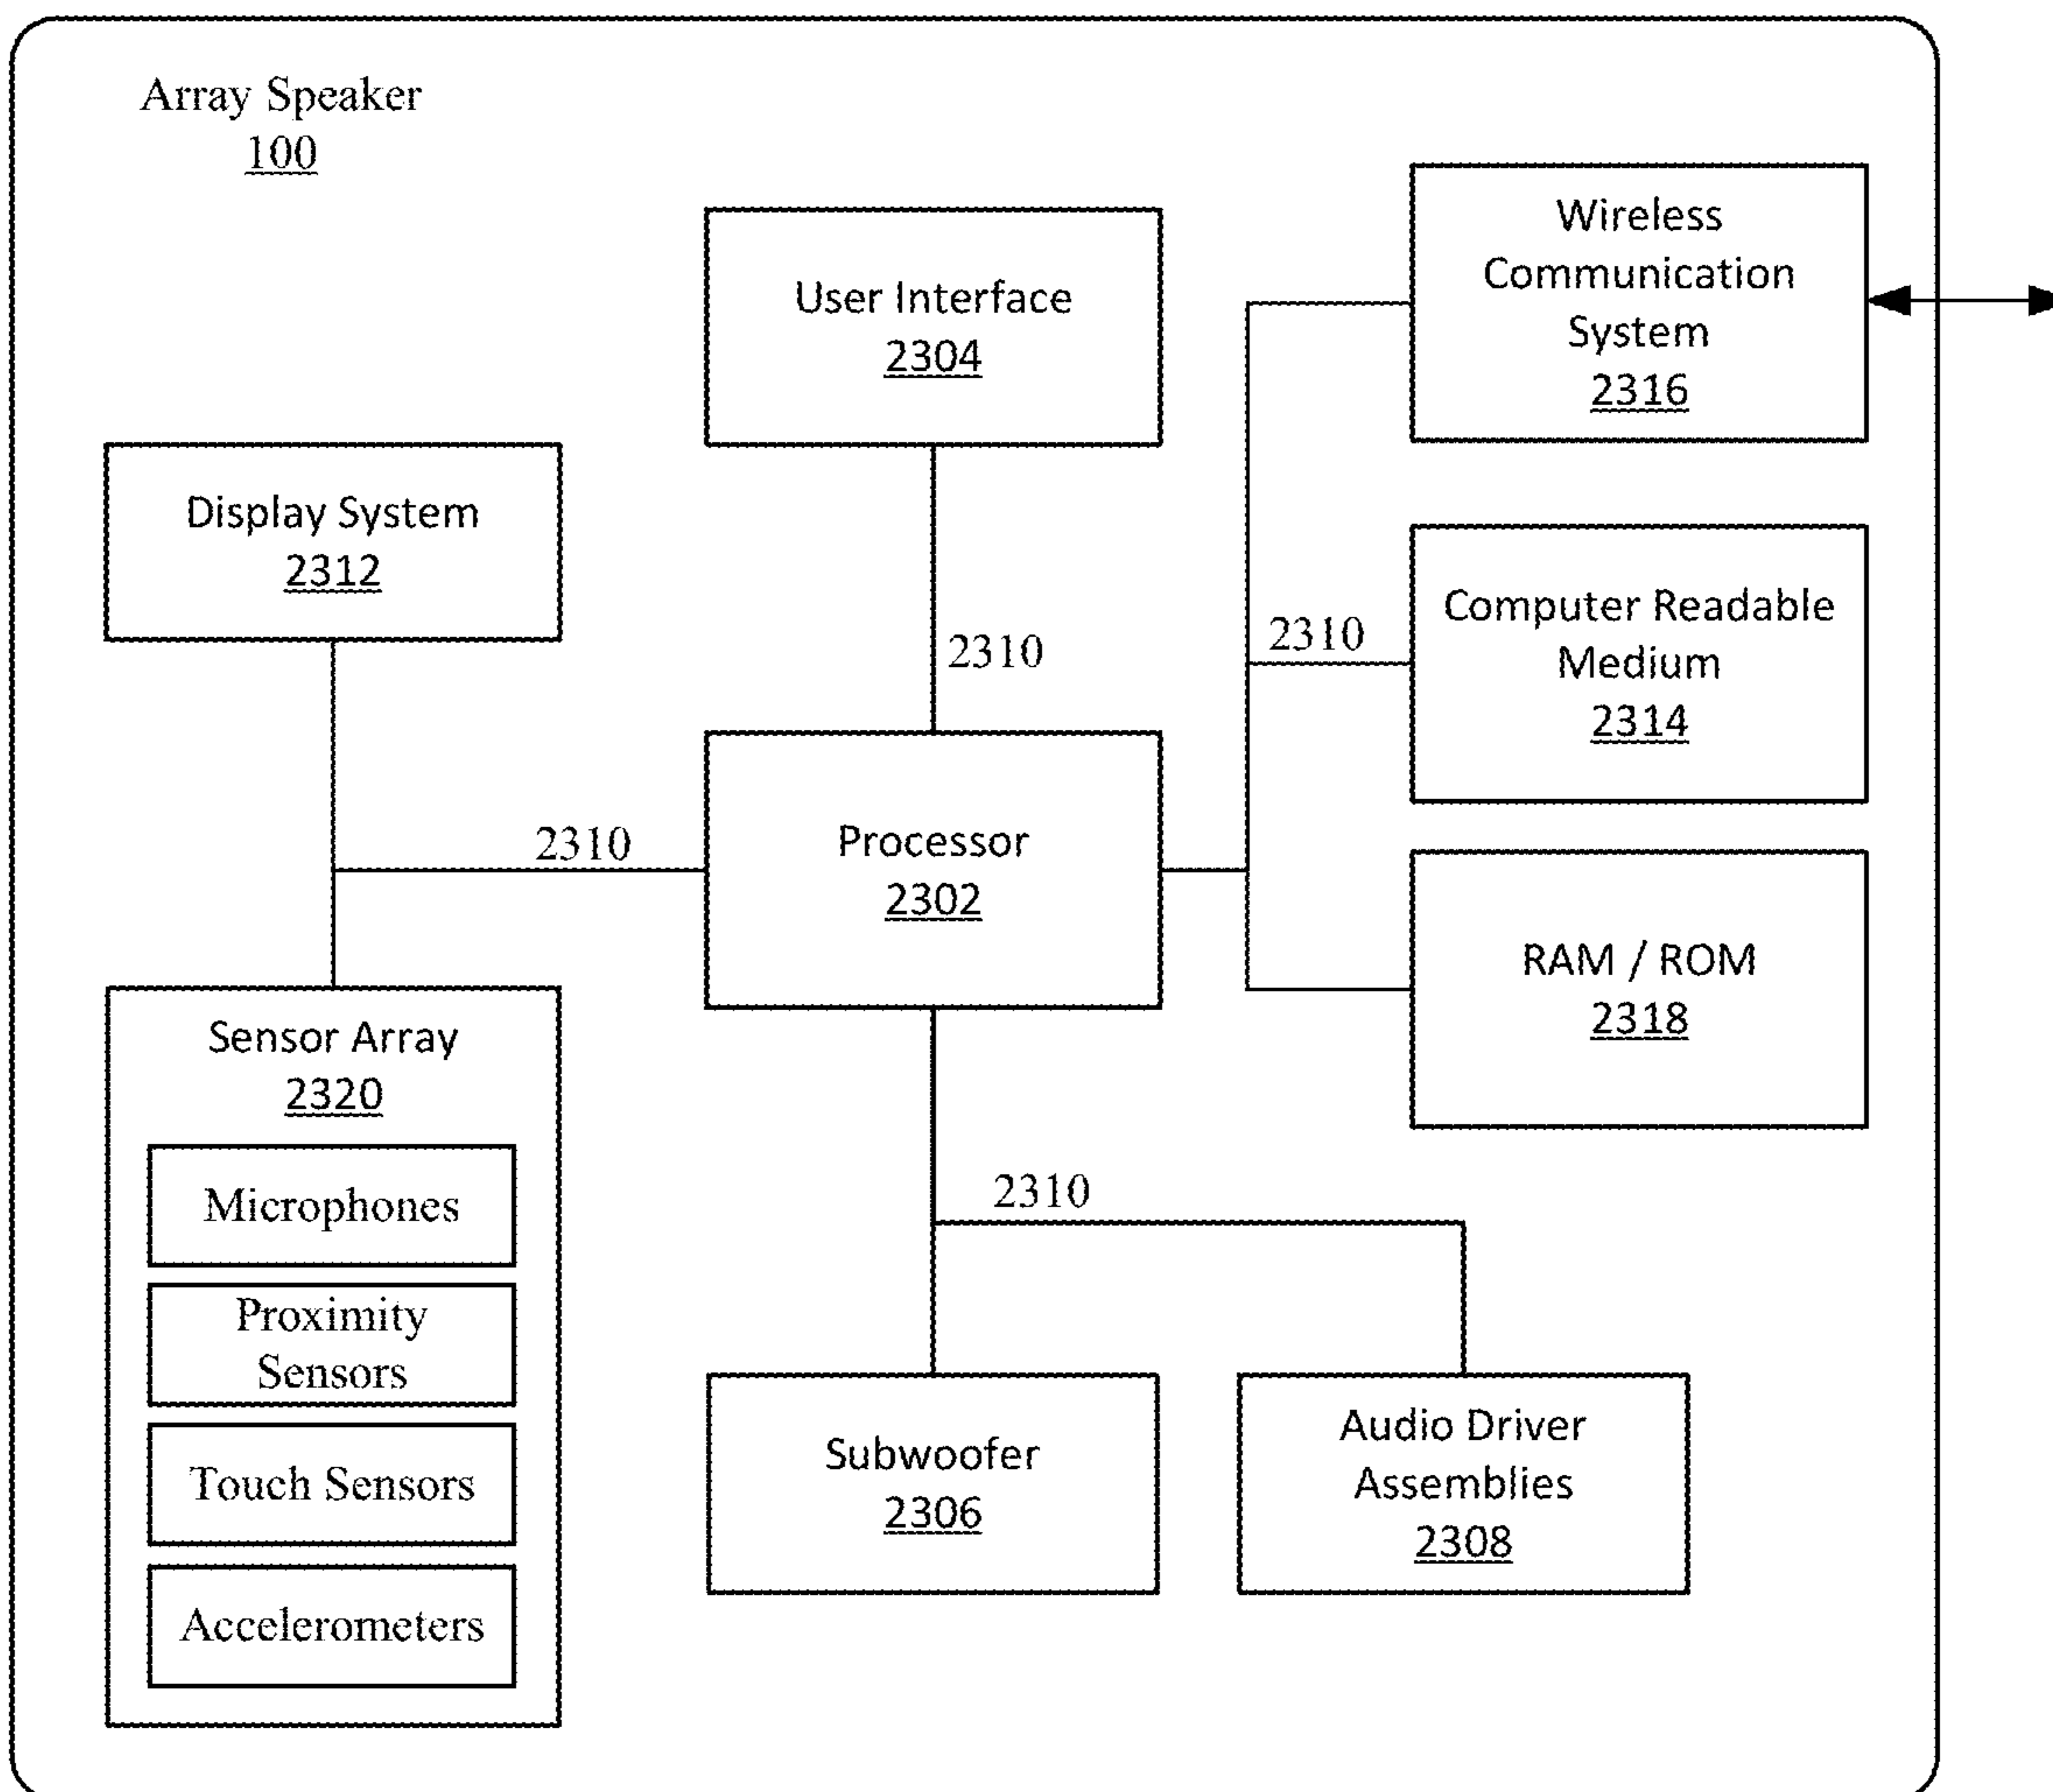 Array Speaker
100
User Interface
2304
Wireless
Communication
System
2316
Display System
2312
Computer Readable
Medium
2314
2310
2310
2310
Processor
2302
RAM / ROM
2318
Sensor Array
2320
Microphones
Proximity
Sensors
Touch Sensors
Accelerometers
2310
Subwoofer
2306
Audio Driver
Assemblies
2308